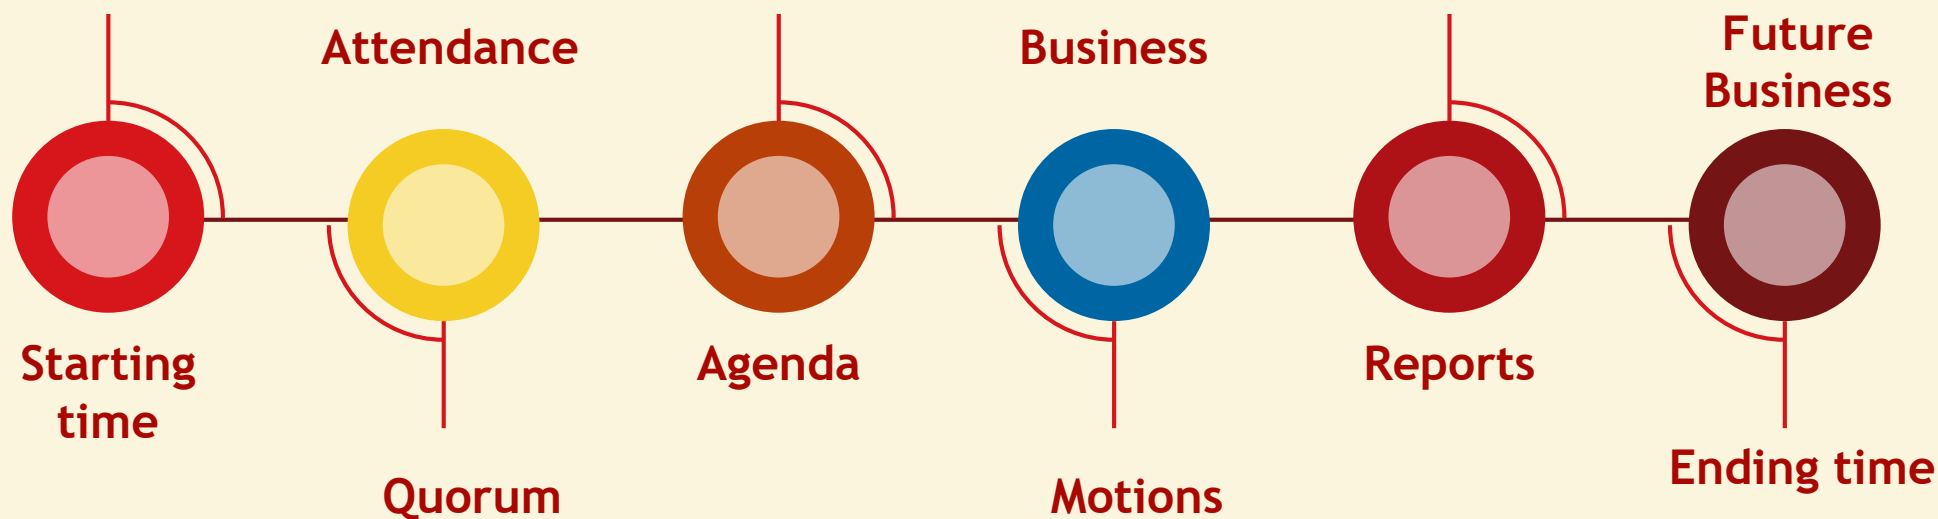 Starting
time
Attendance
Quorum
Agenda
Business
Motions
Reports
Future
Business
Ending time